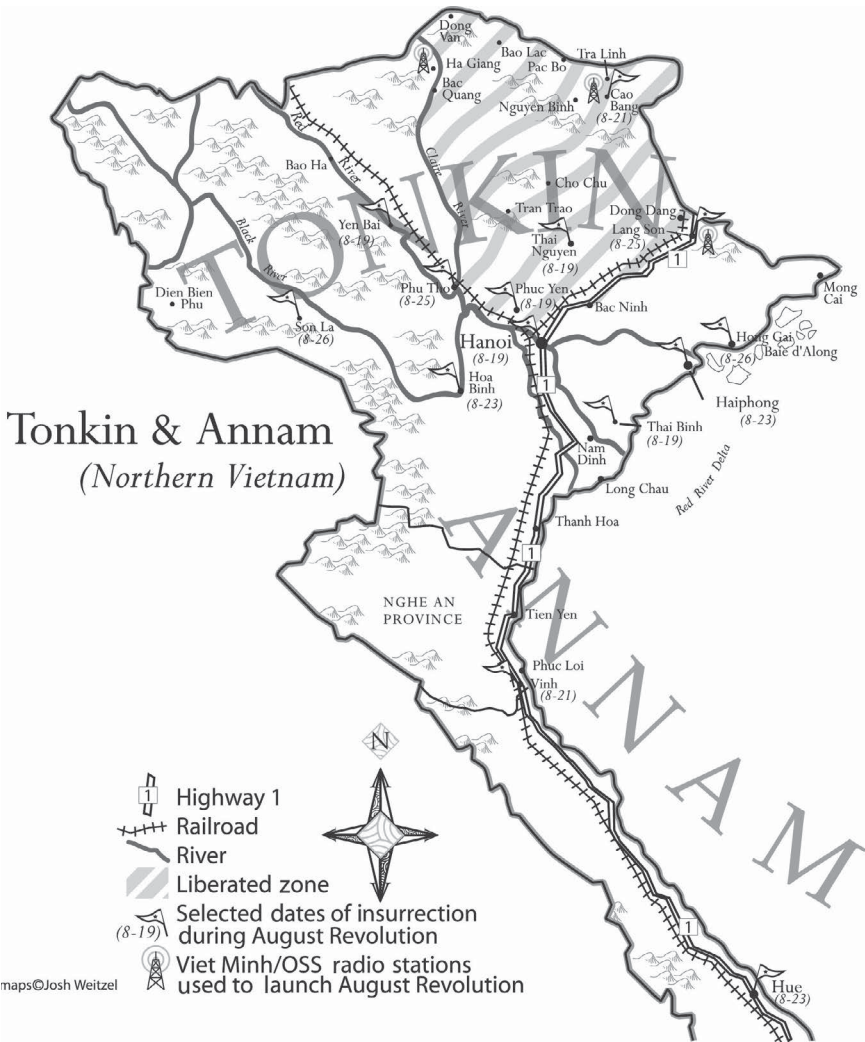 Dong
Van
Bao Lac
Tra Linh
Pac Bo
Ha Giang
Bac
Quang
Nguyen Binh
Cao
Bang
(8-21)
Red
River
Claire
River
Bao Ha
TONKIN
Cho Chu
Tran Trao
Dong Dang
Lang Son
(8-25)
1
Yen Bai
(8-19)
Thai
Nguyen
(8-19)
Black
River
Dien Bien
Phu
Phu Tho
(8-25)
Phuc Yen
(8-19)
Mong
Cai
Bac Ninh
Son La
(8-26)
Hanoi
(8-19)
Hong Gai
(8-26)
Baie d'Along
Hoa
Binh
(8-23)
1
Haiphong
(8-23)
Thai Binh
(8-19)
Tonkin & Annam
(Northern Vietnam)
Nam
Dinh
Red River Delta
Long Chau
Thanh Hoa
1
ANNAM
NGHE AN
PROVINCE
Tien Yen
Phuc Loi
Vinh
(8-21)
N
1 Highway 1
Railroad
River
Liberated zone
(8-19) Selected dates of insurrection
during August Revolution
Viet Minh/OSS radio stations
used to launch August Revolution
1
Hue
(8-23)
maps©Josh Weitzel